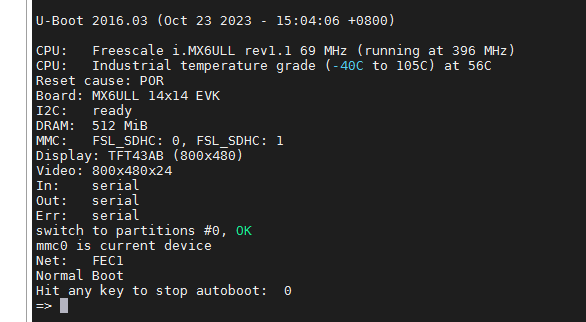 U-Boot 2016.03 (Oct 23 2023 - 15:04:06 +0800)
CPU:   Freescale i.MX6ULL rev1.1 69 MHz (running at 396 MHz)
CPU:   Industrial temperature grade (-40C to 105C) at 56C
Reset cause: POR
Board: MX6ULL 14x14 EVK
I2C:   ready
DRAM:  512 MiB
MMC:   FSL_SDHC: 0, FSL_SDHC: 1
Display: TFT43AB (800x480)
Video: 800x480x24
In:    serial
Out:   serial
Err:   serial
switch to partitions #0, OK
mmc0 is current device
Net:   FEC1
Normal Boot
Hit any key to stop autoboot:  0
=>